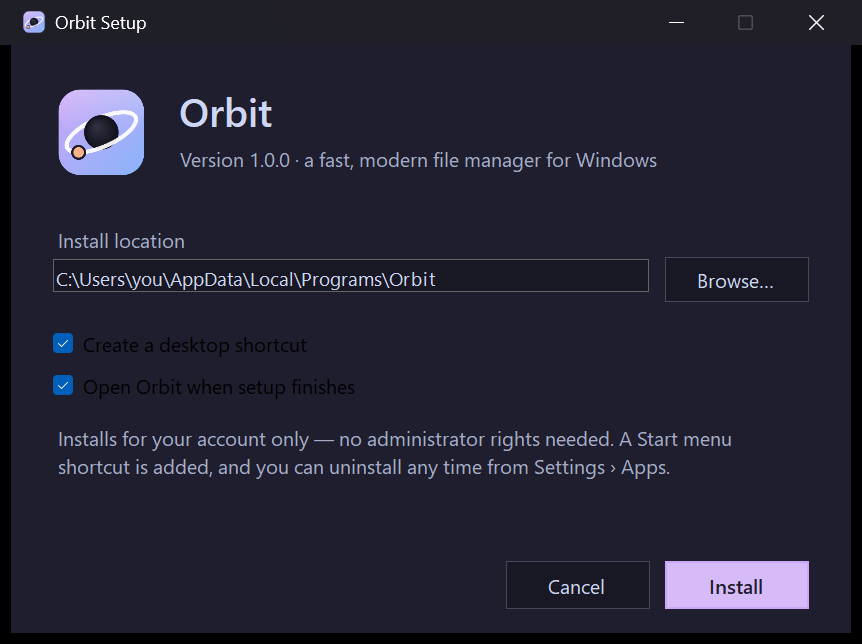 Orbit Setup
Orbit
Version 1.0.0 · a fast, modern file manager for Windows
Install location
C:\Users\you\AppData\Local\Programs\Orbit
Browse...
Create a desktop shortcut
Open Orbit when setup finishes
Installs for your account only — no administrator rights needed. A Start menu
shortcut is added, and you can uninstall any time from Settings › Apps.
Cancel
Install